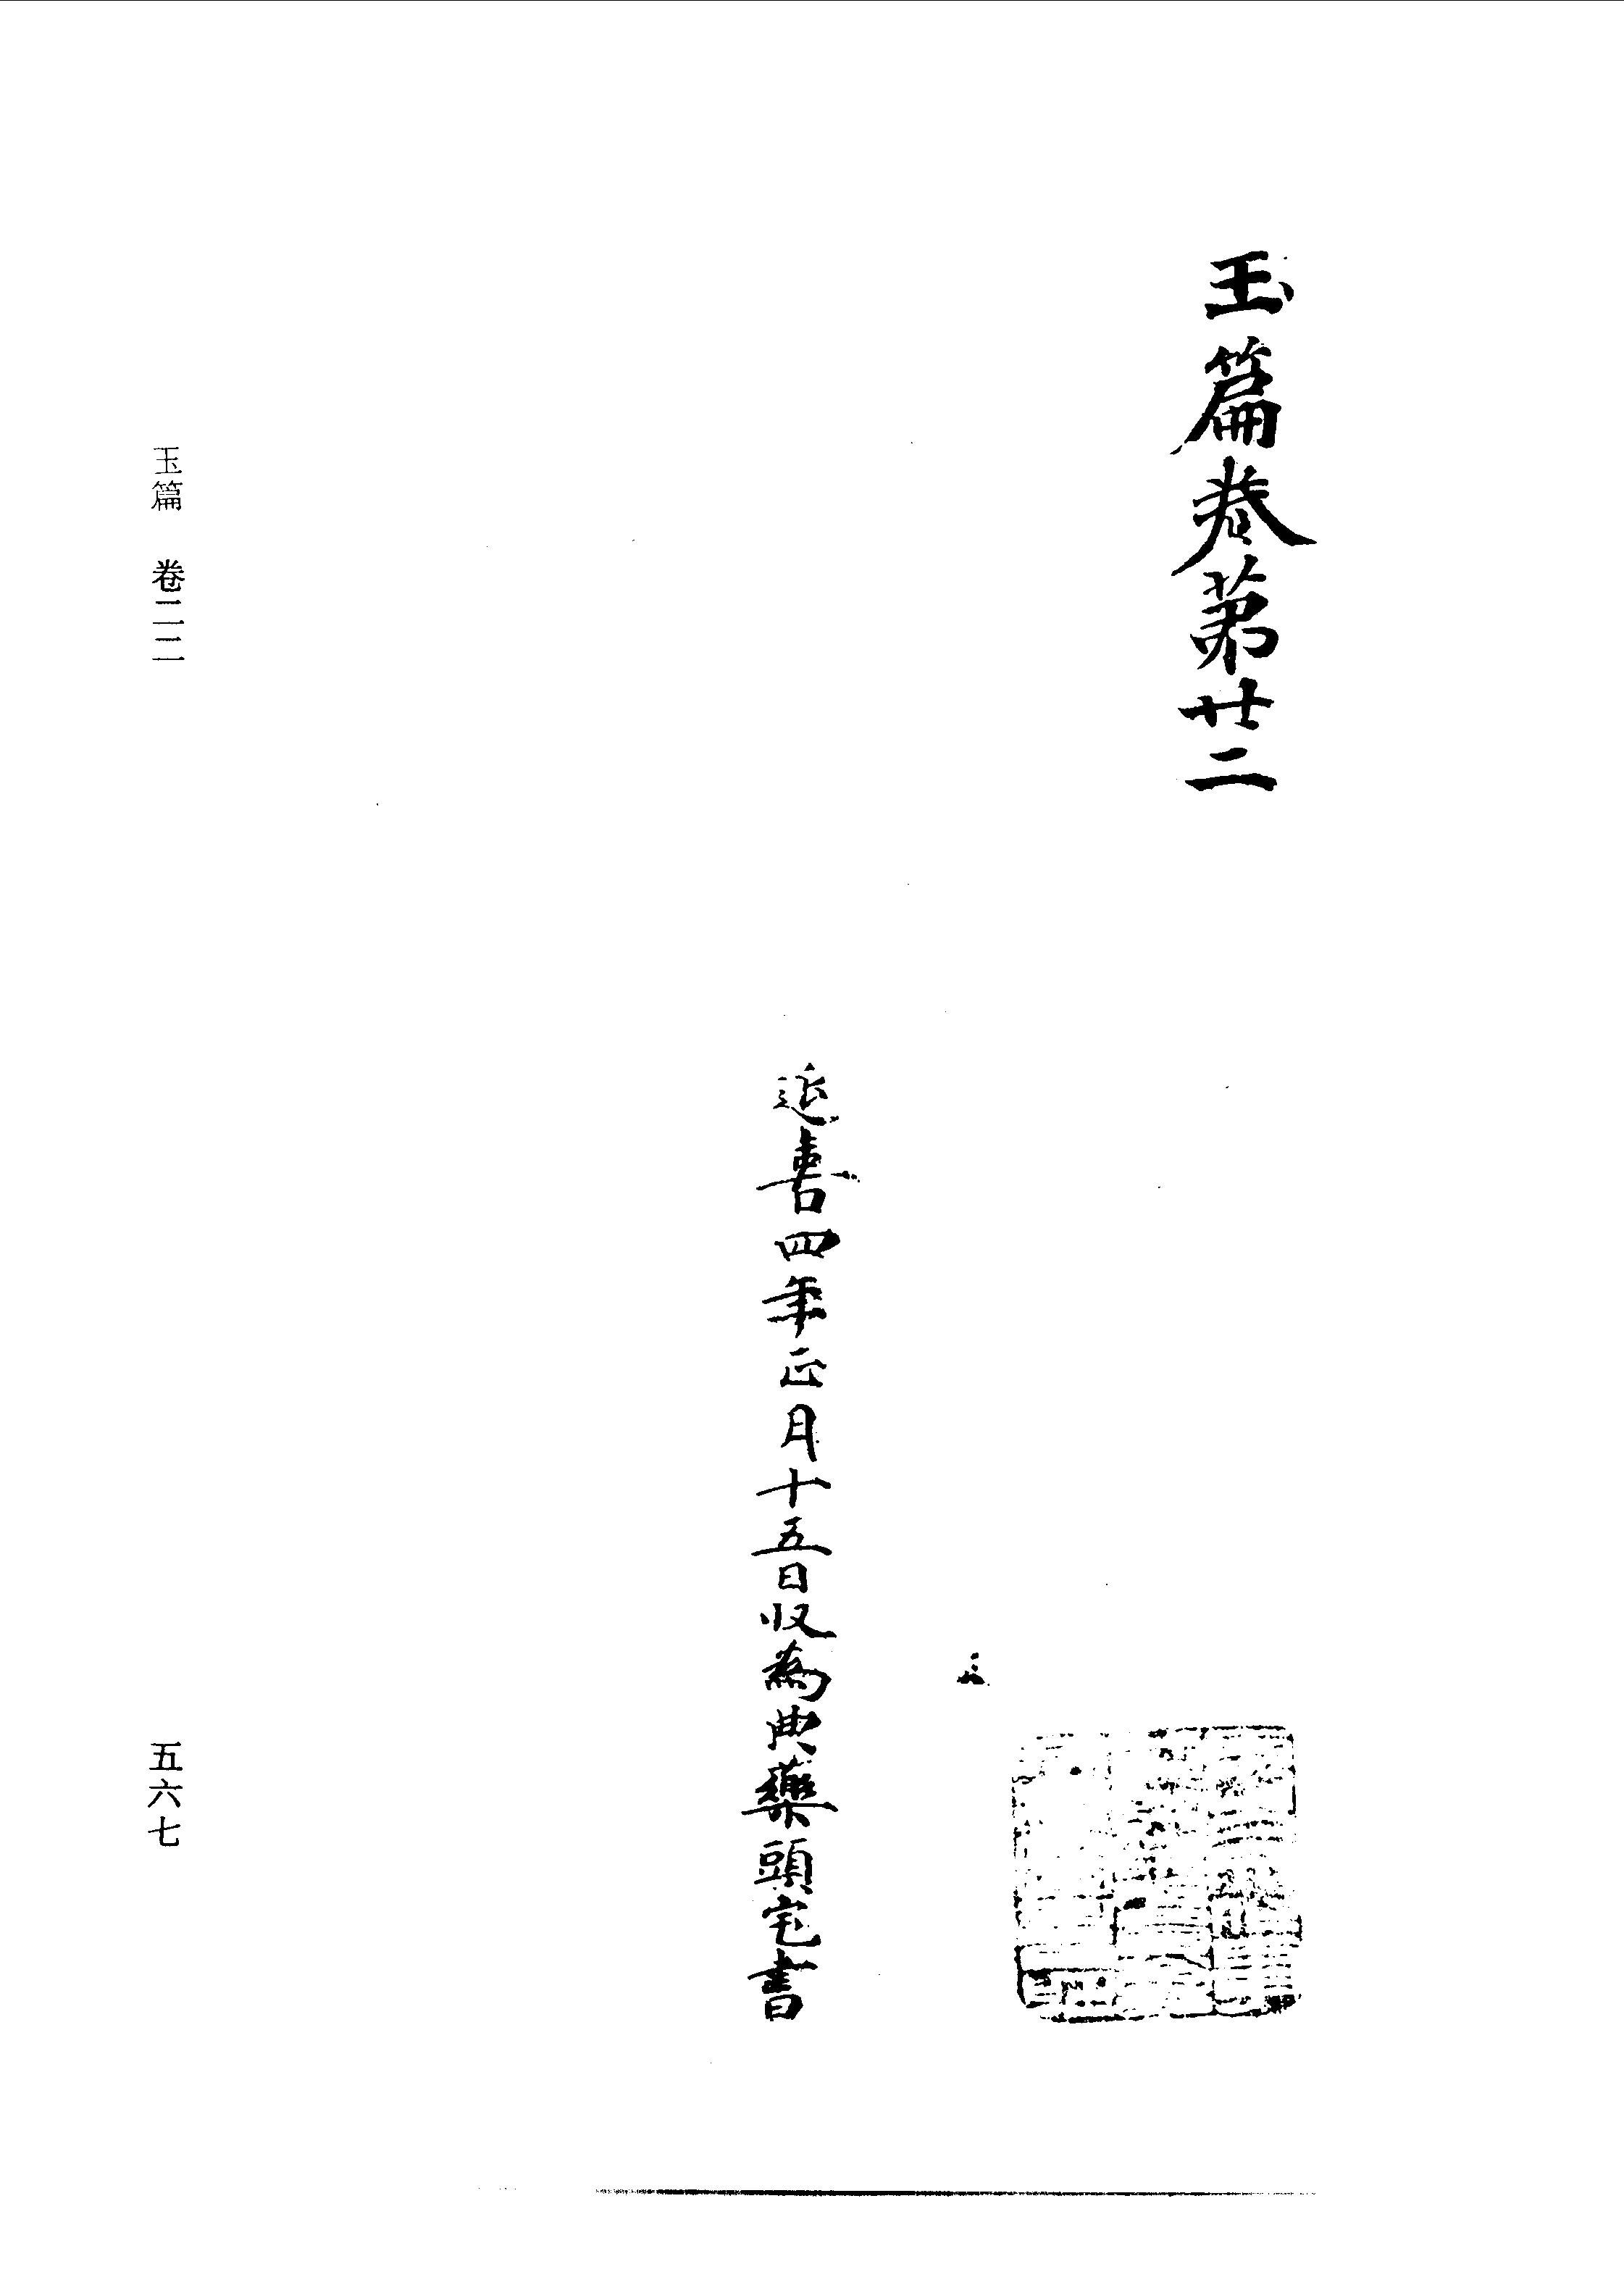 玉篇卷第廿二
延喜四年正月十五日収為典藥頭宅書
玉篇 卷二二
五六七